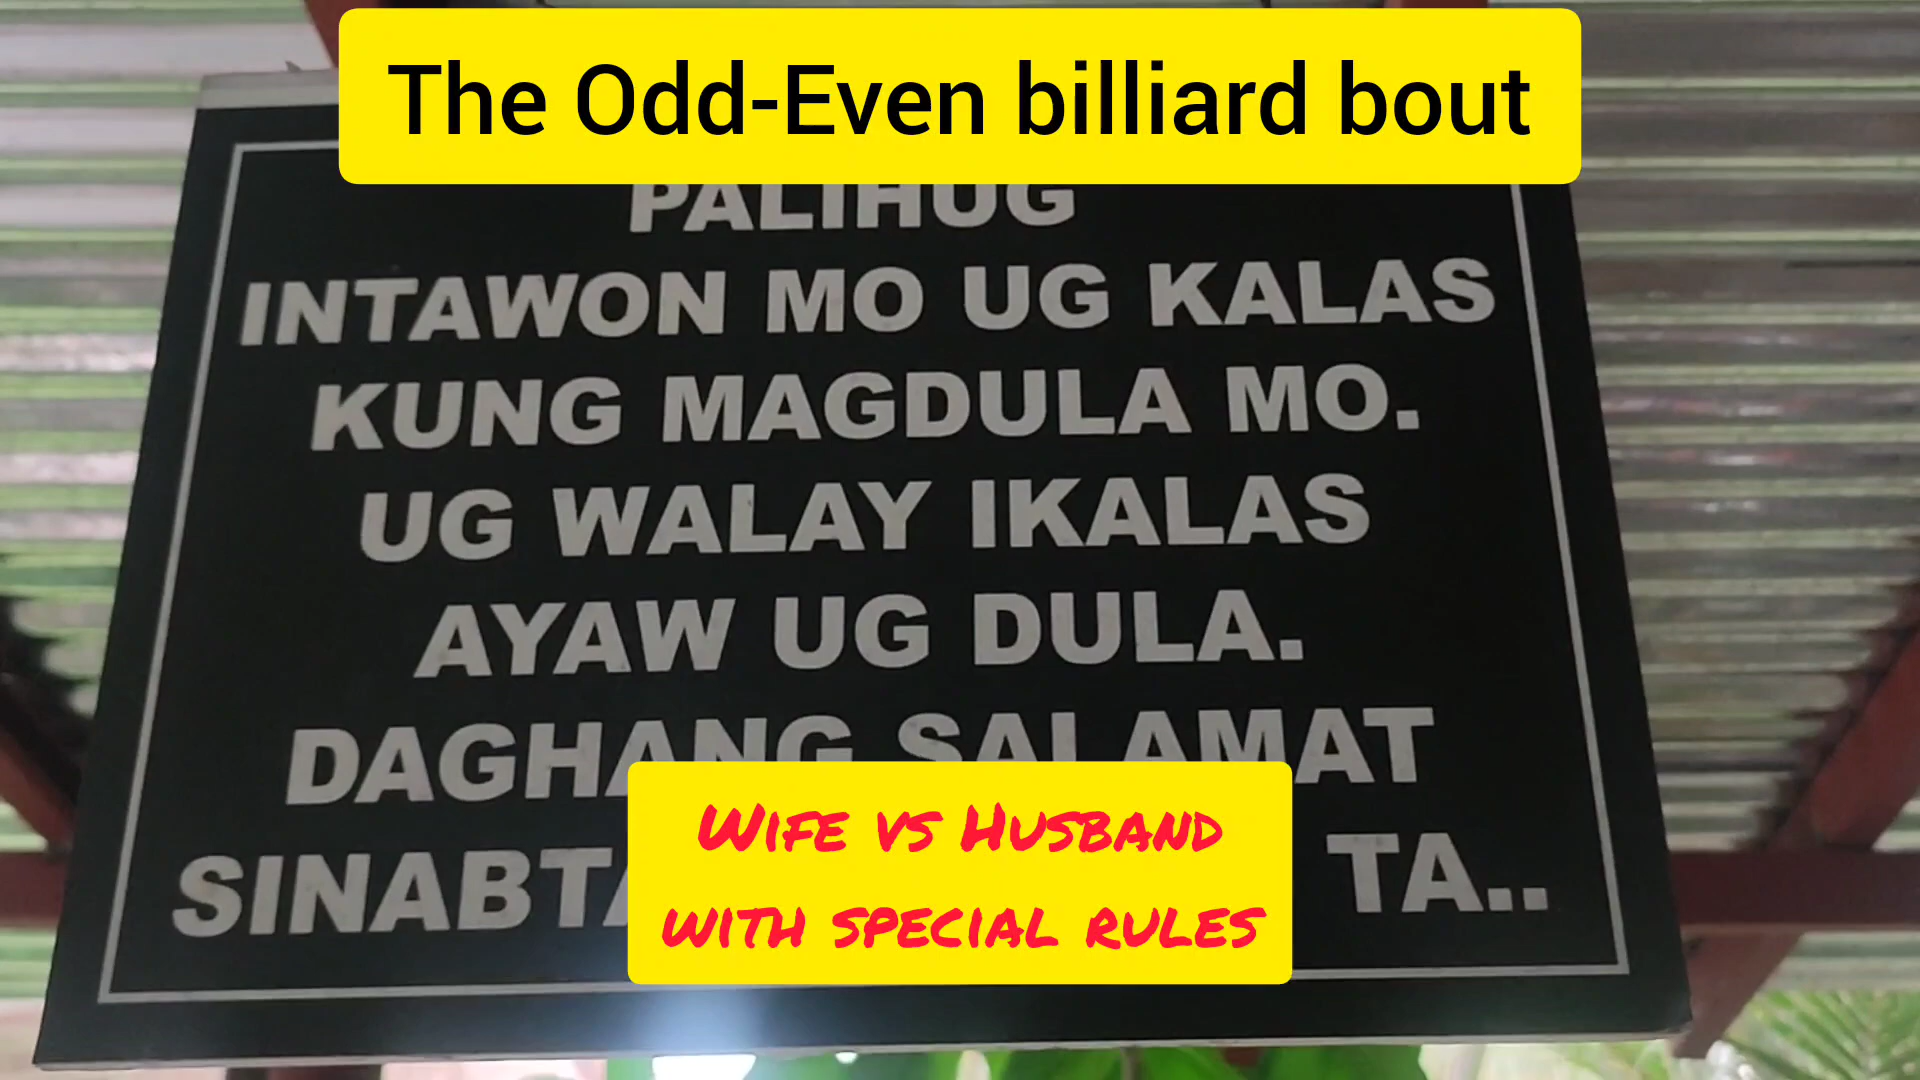 The Odd-Even billiard bout
PALIHUG
INTAWON MO UG KALAS
KUNG MAGDULA MO.
UG WALAY IKALAS
AYAW UG DULA.
DAGHANG SALAMAT
TA..
WIFE VS HUSBAND
WITH SPECIAL RULES